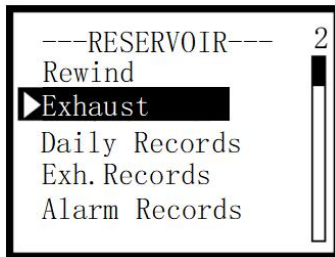 ---RESERVOIR--- 2
Rewind
Exhaust
Daily Records
Exh.Records
Alarm Records